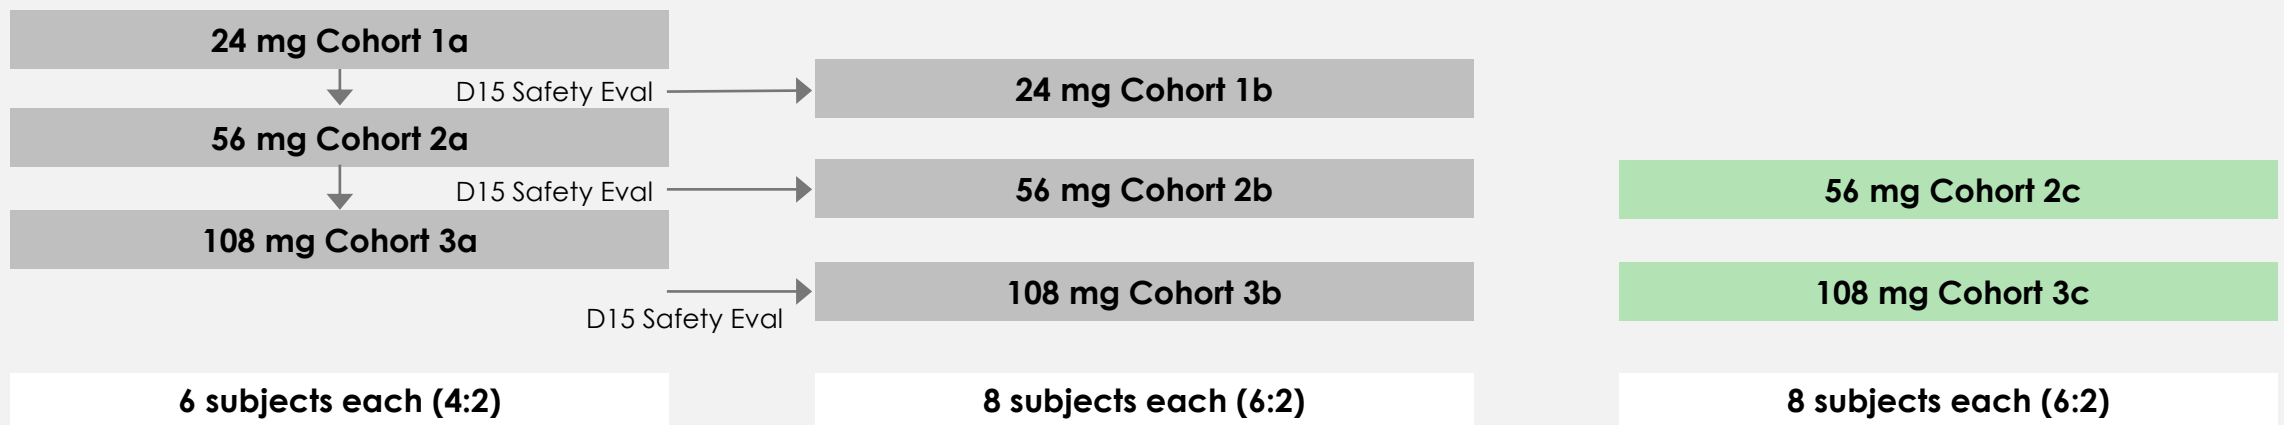 24 mg Cohort 1a
D15 Safety Eval
24 mg Cohort 1b
56 mg Cohort 2a
D15 Safety Eval
56 mg Cohort 2b
56 mg Cohort 2c
108 mg Cohort 3a
D15 Safety Eval
108 mg Cohort 3b
108 mg Cohort 3c
6 subjects each (4:2)
8 subjects each (6:2)
8 subjects each (6:2)